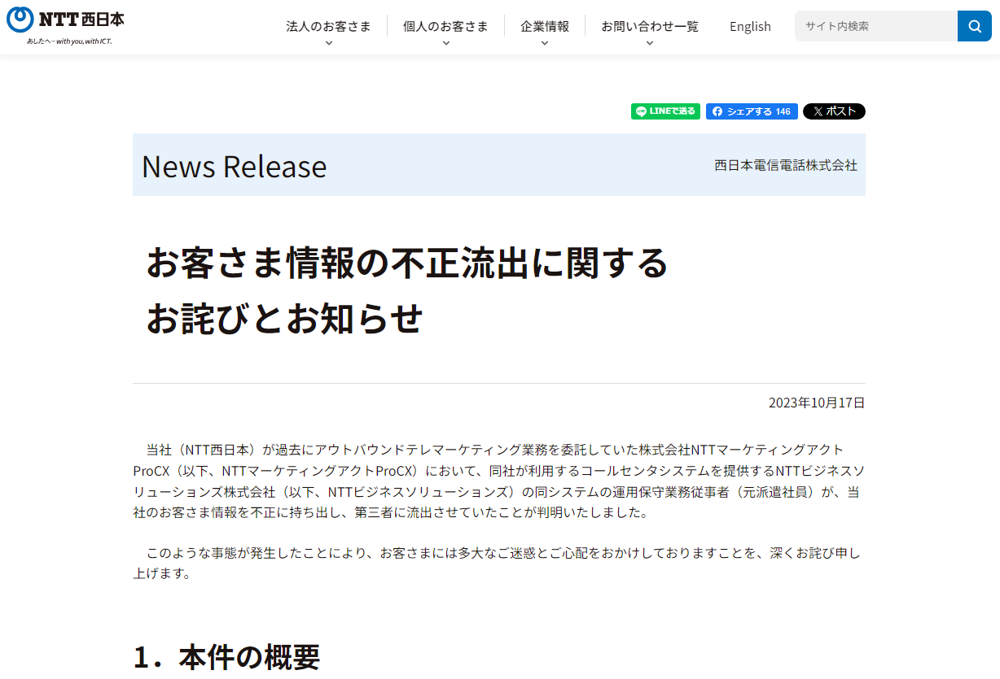 NTT西日本
あしたへ－with you, with ICT.
法人のお客さま
個人のお客さま
企業情報
お問い合わせ一覧
English
サイト内検索
LINEで送る
シェアする 146
ポスト
News Release
西日本電信電話株式会社
お客さま情報の不正流出に関する
お詫びとお知らせ
2023年10月17日
当社（NTT西日本）が過去にアウトバウンドテレマーケティング業務を委託していた株式会社NTTマーケティングアクト
ProCX（以下、NTTマーケティングアクトProCX）において、同社が利用するコールセンタシステムを提供するNTTビジネスソ
リューションズ株式会社（以下、NTTビジネスソリューションズ）の同システムの運用保守業務従事者（元派遣社員）が、当
社のお客さま情報を不正に持ち出し、第三者に流出させていたことが判明いたしました。
このような事態が発生したことにより、お客さまには多大なご迷惑とご心配をおかけしておりますことを、深くお詫び申し
上げます。
1．本件の概要